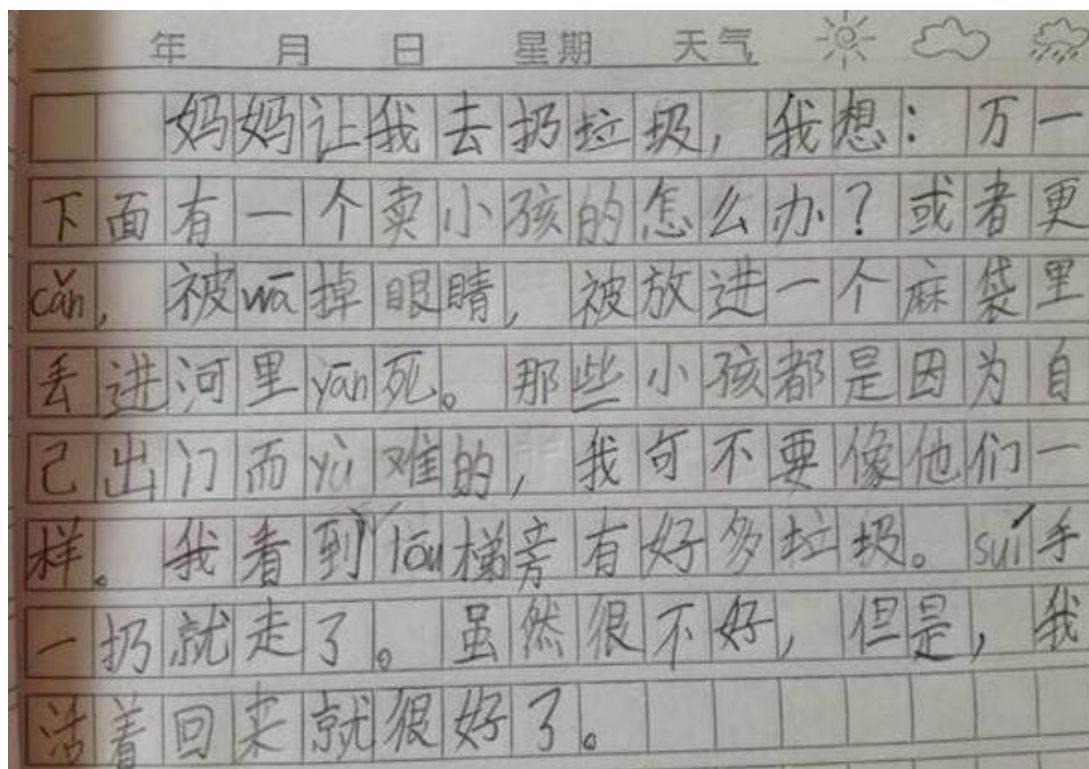 年 月 日 星期 天气
妈妈让我去扔垃圾，我想：万一
下面有一个卖小孩的怎么办？或者更
cǎn，被wā掉眼睛，被放进一个麻袋里
丢进河里yān死。那些小孩都是因为自
己出门而yù难的，我可不要像他们一
样。我看到lōu梯旁有好多垃圾。suí手
一扔就走了。虽然很不好，但是，我
活着回来就很好了。